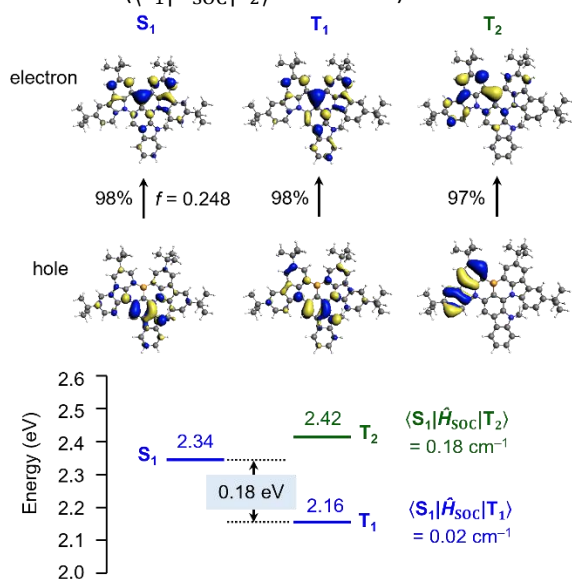 S₁ T₁ T₂
electron
98% f = 0.248 98% 97%
hole
2.6
2.5
2.4
2.3
2.2
2.1
2.0
Energy (eV)
S₁ 2.34
2.42 T₂
0.18 eV
2.16 T₁
⟨S₁|Ĥ_SOC|T₂⟩
= 0.18 cm⁻¹
⟨S₁|Ĥ_SOC|T₁⟩
= 0.02 cm⁻¹